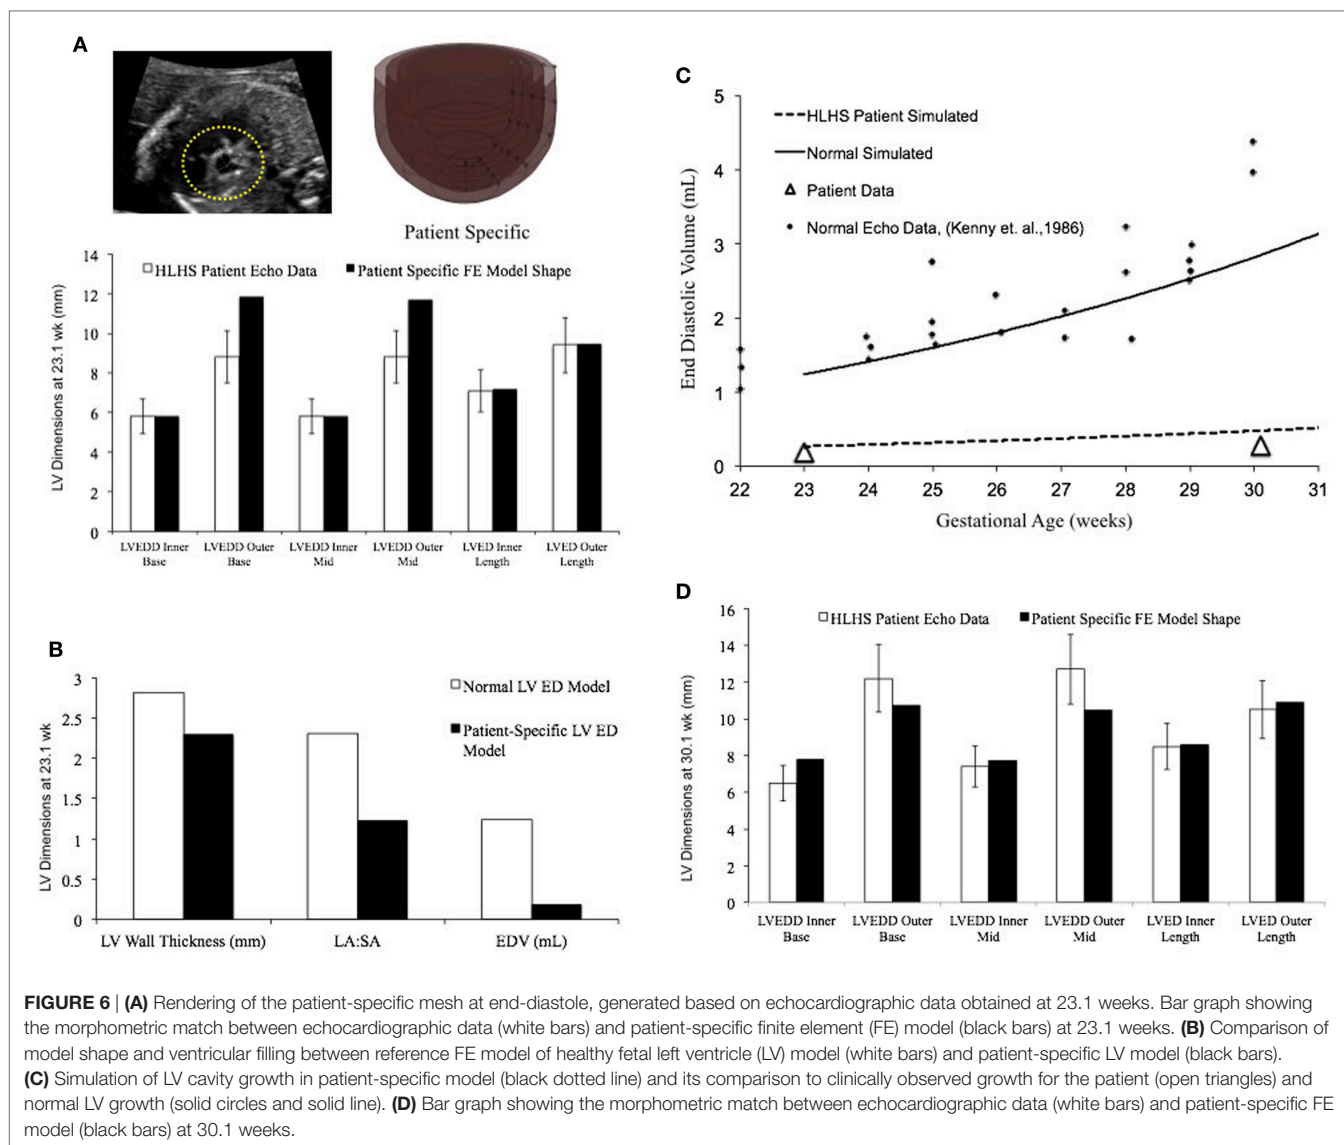 A
Patient Specific
HLHS Patient Echo Data
Patient Specific FE Model Shape
LV Dimensions at 23.1 wk (mm)
14
12
10
8
6
4
2
0
LVEDD Inner Base
LVEDD Outer Base
LVEDD Inner Mid
LVEDD Outer Mid
LVED Inner Length
LVED Outer Length
B
Normal LV ED Model
Patient-Specific LV ED
Model
LV Dimensions at 23.1 wk
3
2.5
2
1.5
1
0.5
0
LV Wall Thickness (mm)
LA:SA
EDV (mL)
C
HLHS Patient Simulated
Normal Simulated
Patient Data
Normal Echo Data, (Kenny et. al.,1986)
End Diastolic Volume (mL)
5
4
3
2
1
0
22 23 24 25 26 27 28 29 30 31
Gestational Age (weeks)
D
HLHS Patient Echo Data
Patient Specific FE Model Shape
LV Dimensions at 30.1 wk (mm)
16
14
12
10
8
6
4
2
0
LVEDD Inner Base
LVEDD Outer Base
LVEDD Inner Mid
LVEDD Outer Mid
LVED Inner Length
LVED Outer Length
FIGURE 6 | (A) Rendering of the patient-specific mesh at end-diastole, generated based on echocardiographic data obtained at 23.1 weeks. Bar graph showing
the morphometric match between echocardiographic data (white bars) and patient-specific finite element (FE) model (black bars) at 23.1 weeks. (B) Comparison of
model shape and ventricular filling between reference FE model of healthy fetal left ventricle (LV) model (white bars) and patient-specific LV model (black bars).
(C) Simulation of LV cavity growth in patient-specific model (black dotted line) and its comparison to clinically observed growth for the patient (open triangles) and
normal LV growth (solid circles and solid line). (D) Bar graph showing the morphometric match between echocardiographic data (white bars) and patient-specific FE
model (black bars) at 30.1 weeks.